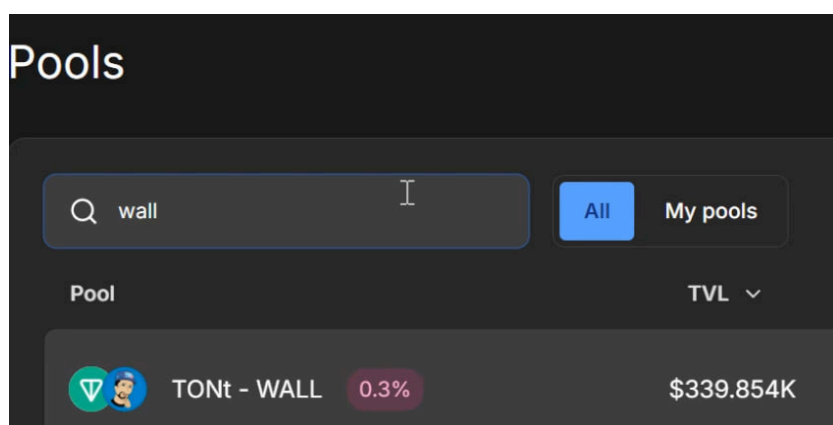 Pools
wall
All My pools
Pool TVL
TONt - WALL 0.3% $339.854K